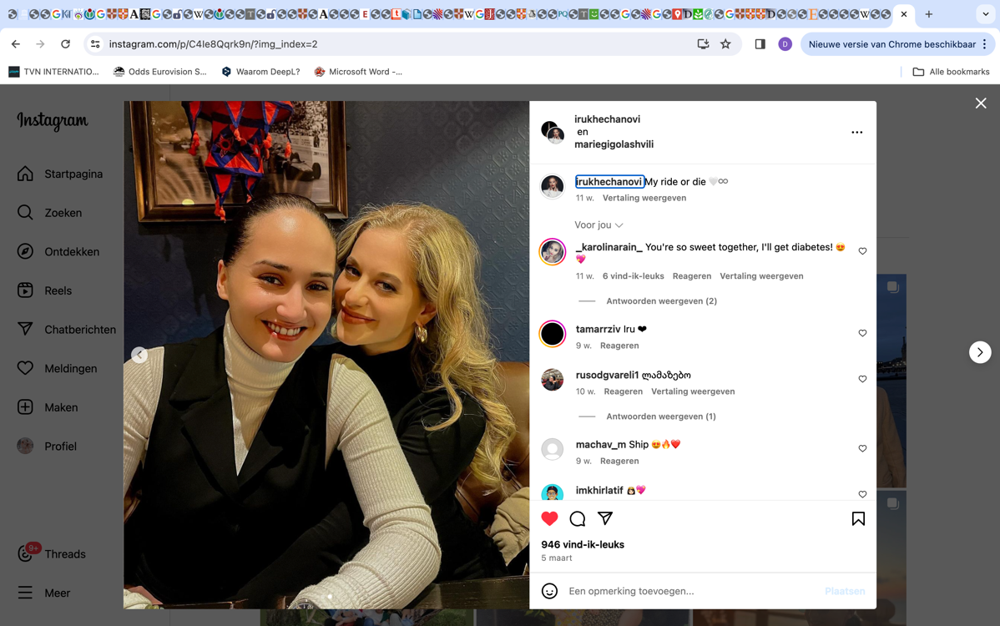 instagram.com/p/C4le8Qqrk9n/?img_index=2
D
Nieuwe versie van Chrome beschikbaar
TVN INTERNATIO...
Odds Eurovision S...
Waarom DeepL?
Microsoft Word -...
Alle bookmarks
Instagram
Startpagina
Zoeken
Ontdekken
Reels
Chatberichten
Meldingen
Maken
Profiel
9+
Threads
Meer
irukhechanovi
en
mariegigolashvili
irukhechanovi My ride or die 🤍♾
11 w. Vertaling weergeven
Voor jou
_karolinarain_ You're so sweet together, I'll get diabetes! 😍
💖
11 w. 6 vind-ik-leuks Reageren Vertaling weergeven
Antwoorden weergeven (2)
tamarrziv Iru ❤
9 w. Reageren
rusodgvareli1 ლამაზებო
10 w. Reageren Vertaling weergeven
Antwoorden weergeven (1)
machav_m Ship 😍🔥❤️
9 w. Reageren
imkhirlatif 👩‍❤️‍👩💖
946 vind-ik-leuks
5 maart
Een opmerking toevoegen...
Plaatsen